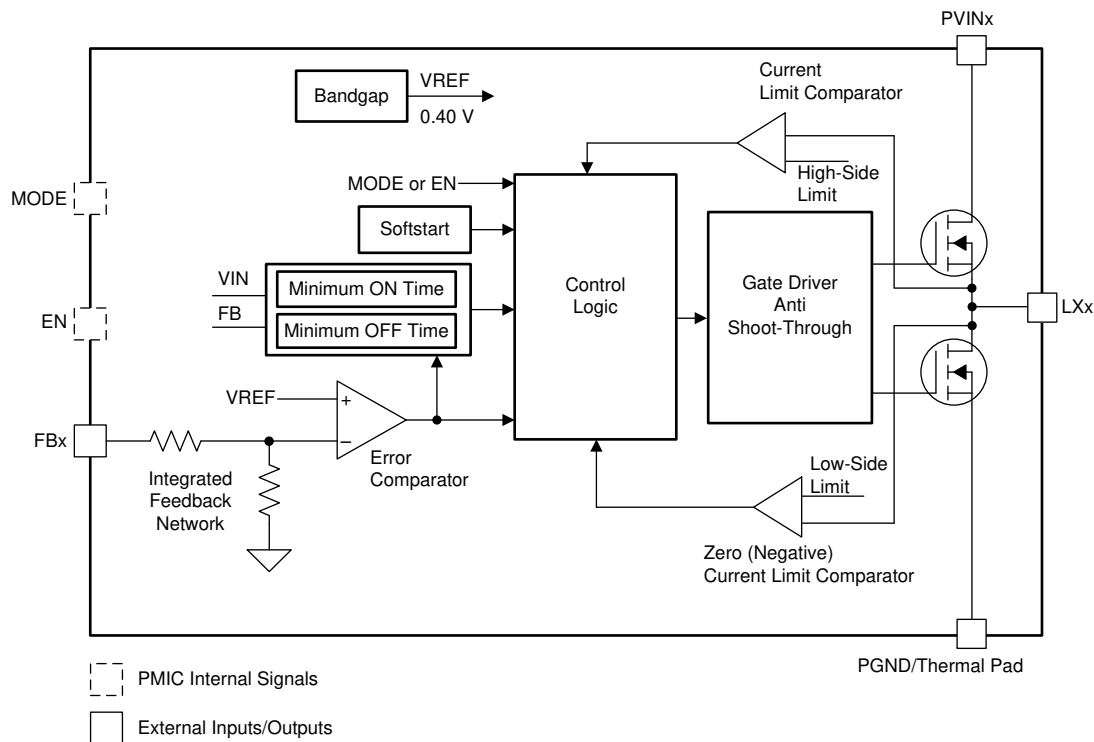 PVINx
Bandgap
VREF
0.40 V
Current
Limit Comparator
High-Side
Limit
MODE
MODE or EN
Softstart
VIN
FB
Minimum ON Time
Minimum OFF Time
Control
Logic
Gate Driver
Anti
Shoot-Through
EN
LXx
VREF
+
−
Error
Comparator
FBx
Integrated
Feedback
Network
Low-Side
Limit
Zero (Negative)
Current Limit Comparator
PGND/Thermal Pad
PMIC Internal Signals
External Inputs/Outputs